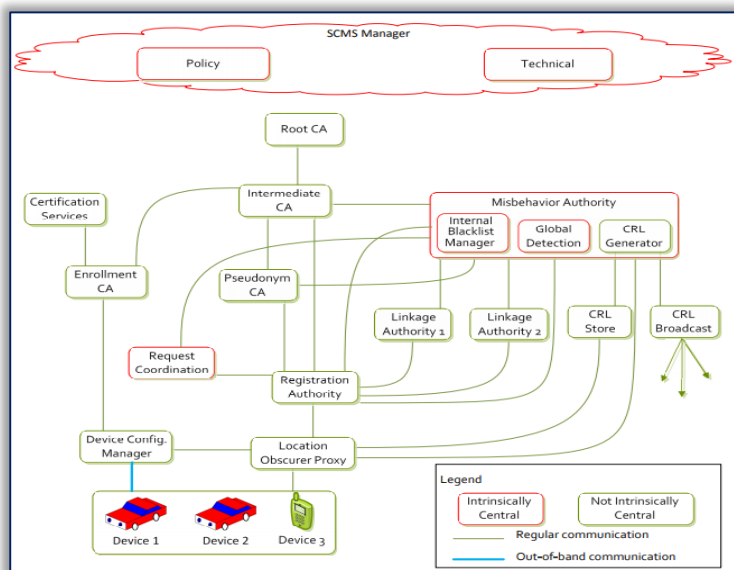 SCMS Manager
Policy
Technical
Root CA
Intermediate
CA
Certification
Services
Misbehavior Authority
Internal
Blacklist
Manager
Global
Detection
CRL
Generator
Enrollment
CA
Pseudonym
CA
Linkage
Authority 1
Linkage
Authority 2
CRL
Store
CRL
Broadcast
Request
Coordination
Registration
Authority
Device Config.
Manager
Location
Obscurer Proxy
Device 1
Device 2
Device 3
Legend
Intrinsically
Central
Not Intrinsically
Central
Regular communication
Out-of-band communication